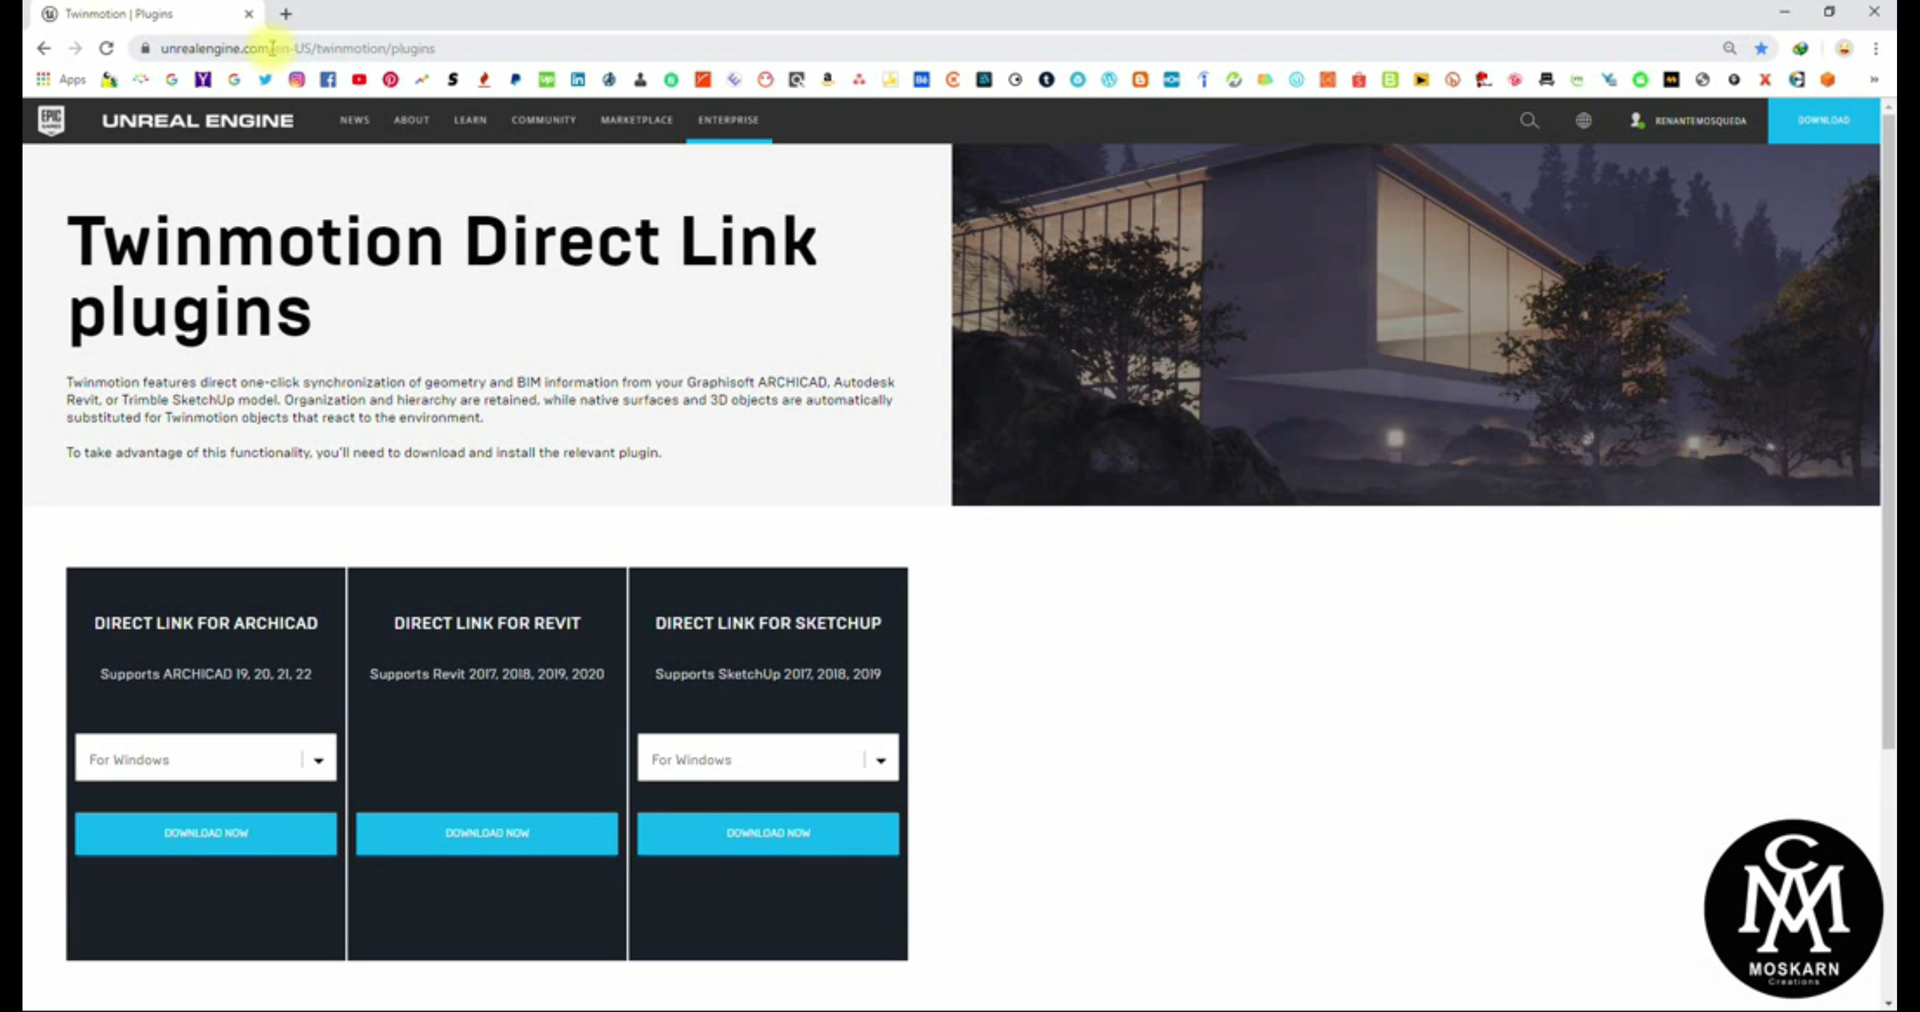 Twinmotion | Plugins
unrealengine.com/en-US/twinmotion/plugins
Apps
EPIC GAMES
UNREAL ENGINE
NEWS
ABOUT
LEARN
COMMUNITY
MARKETPLACE
ENTERPRISE
RENANTEMOSQUEDA
DOWNLOAD
Twinmotion Direct Link
plugins
Twinmotion features direct one-click synchronization of geometry and BIM information from your Graphisoft ARCHICAD, Autodesk
Revit, or Trimble SketchUp model. Organization and hierarchy are retained, while native surfaces and 3D objects are automatically
substituted for Twinmotion objects that react to the environment.
To take advantage of this functionality, you'll need to download and install the relevant plugin.
DIRECT LINK FOR ARCHICAD
Supports ARCHICAD 19, 20, 21, 22
For Windows
DOWNLOAD NOW
DIRECT LINK FOR REVIT
Supports Revit 2017, 2018, 2019, 2020
DOWNLOAD NOW
DIRECT LINK FOR SKETCHUP
Supports SketchUp 2017, 2018, 2019
For Windows
DOWNLOAD NOW
MOSKARN
Creations